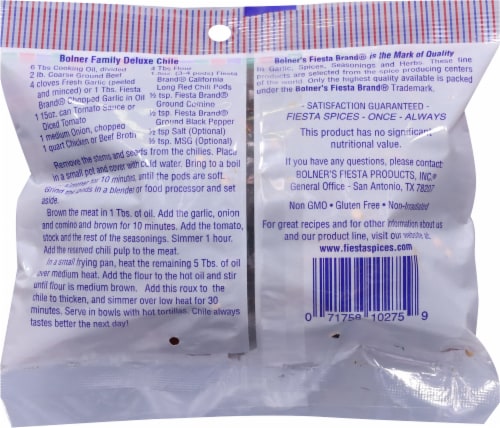 Bolner Family Deluxe Chile
6 Tbs Cooking Oil, divided
2 lb. Coarse Ground Beef
4 cloves Fresh Garlic (peeled
and minced) or 1 Tbs. Fiesta
Brand® Chopped Garlic in Oil
1 15oz. can Tomato Sauce or
Diced Tomato
1 medium Onion, chopped
1 quart Chicken or Beef Broth
4 Tbs Flour
(3-4 pods) Fiesta
Brand® California
Long Red Chili Pods
tsp. Fiesta Brand®
Ground Comino
tsp. Fiesta Brand®
Ground Black Pepper
tsp Salt (Optional)
tsp. MSG (Optional)
Remove the stems and seeds from the chilies. Place
in a small pot and cover with cold water. Bring to a boil
and simmer 10 minutes, until the pods are soft.
Grind the pods in a blender or food processor and set
aside.
Brown the meat in 1 Tbs. of oil. Add the garlic, onion
and comino and brown for 10 minutes. Add the tomato,
stock and the rest of the seasonings. Simmer 1 hour.
Add the reserved chili pulp to the meat.
In a small frying pan, heat the remaining 5 Tbs. of oil
over medium heat. Add the flour to the hot oil and stir
until flour is medium brown. Add this roux to the
chile to thicken, and simmer over low heat for 30
minutes. Serve in bowls with hot tortillas. Chile always
tastes better the next day!
Bolner's Fiesta Brand® is the Mark of Quality
in Garlic, Spices, Seasonings and Herbs. These fine
products are selected from the spice producing centers
of the world. Only the highest quality available is packed
under the Bolner's Fiesta Brand® Trademark.
- SATISFACTION GUARANTEED -
FIESTA SPICES - ONCE - ALWAYS
This product has no significant
nutritional value.
If you have any questions, please contact:
BOLNER'S FIESTA PRODUCTS, INC.®
General Office - San Antonio, TX 78207
Non GMO • Gluten Free • Non-Irradiated
For great recipes and for other information about us
and our product line, visit our website at.
www.fiestaspices.com
0 71759 10275 9